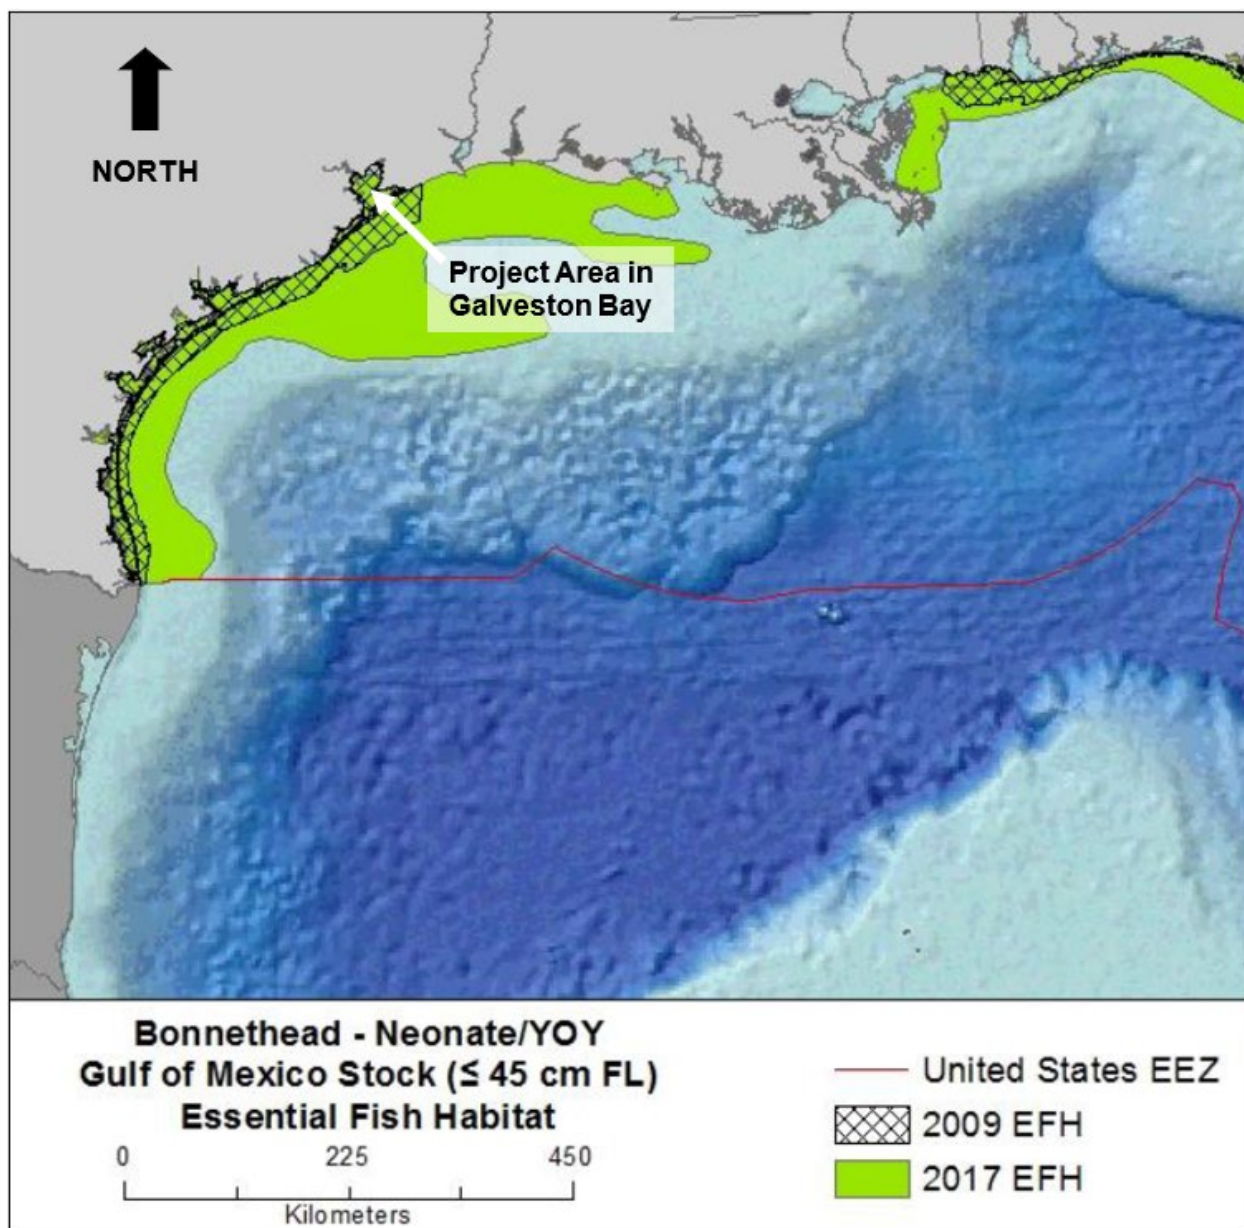 NORTH
Project Area in
Galveston Bay
Bonnethead - Neonate/YOY
Gulf of Mexico Stock (≤ 45 cm FL)
Essential Fish Habitat
0 225 450
Kilometers
United States EEZ
2009 EFH
2017 EFH